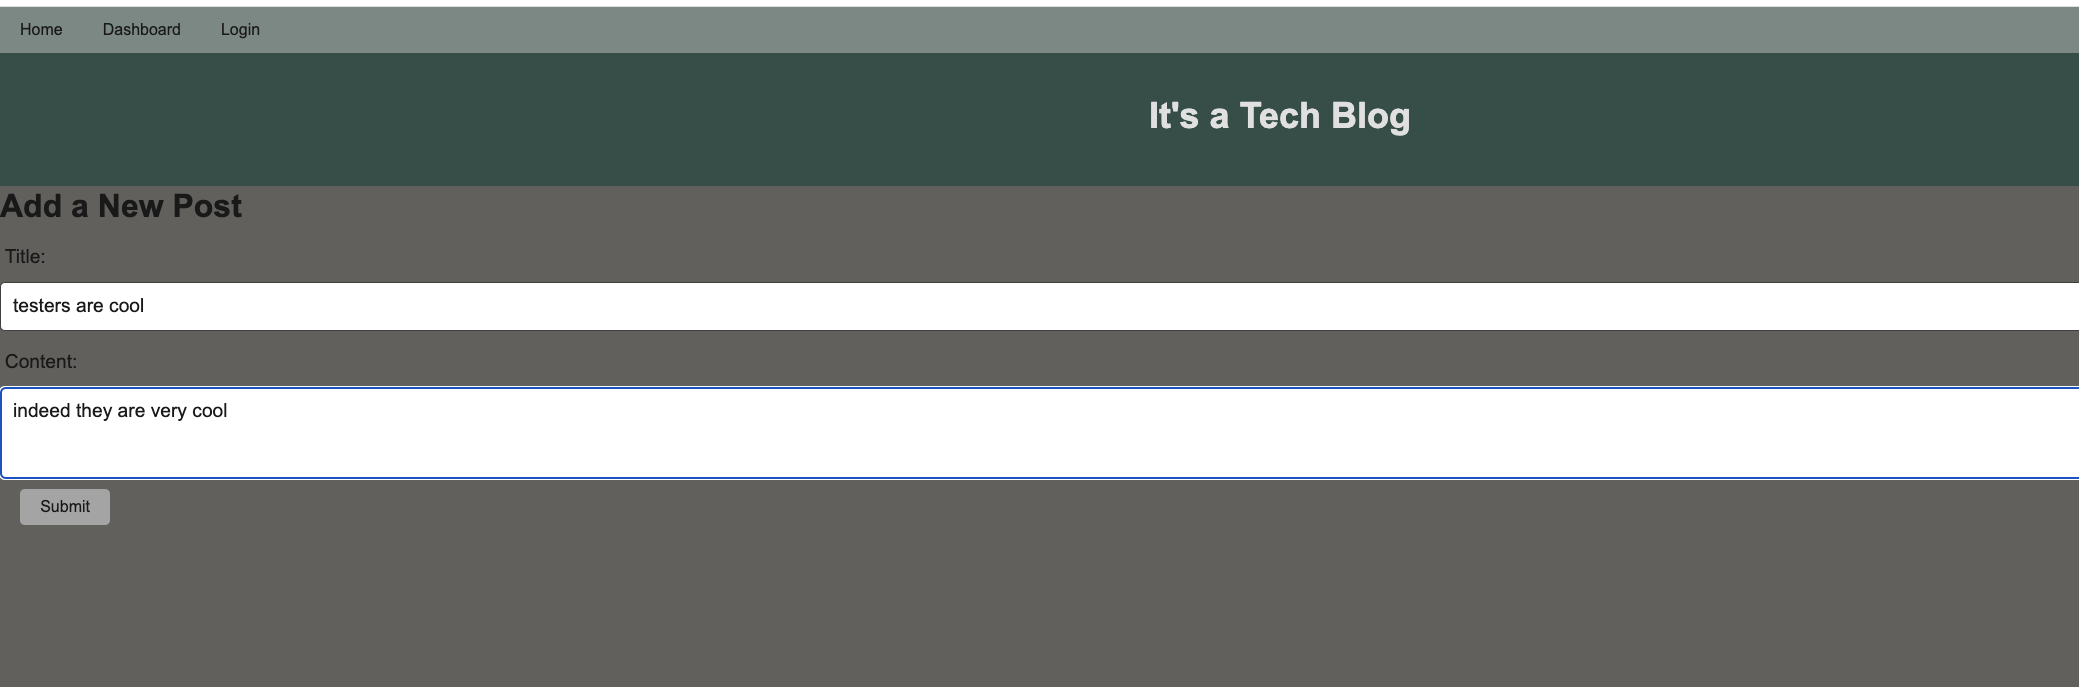 Home Dashboard Login
It's a Tech Blog
Add a New Post
Title:
testers are cool
Content:
indeed they are very cool
Submit